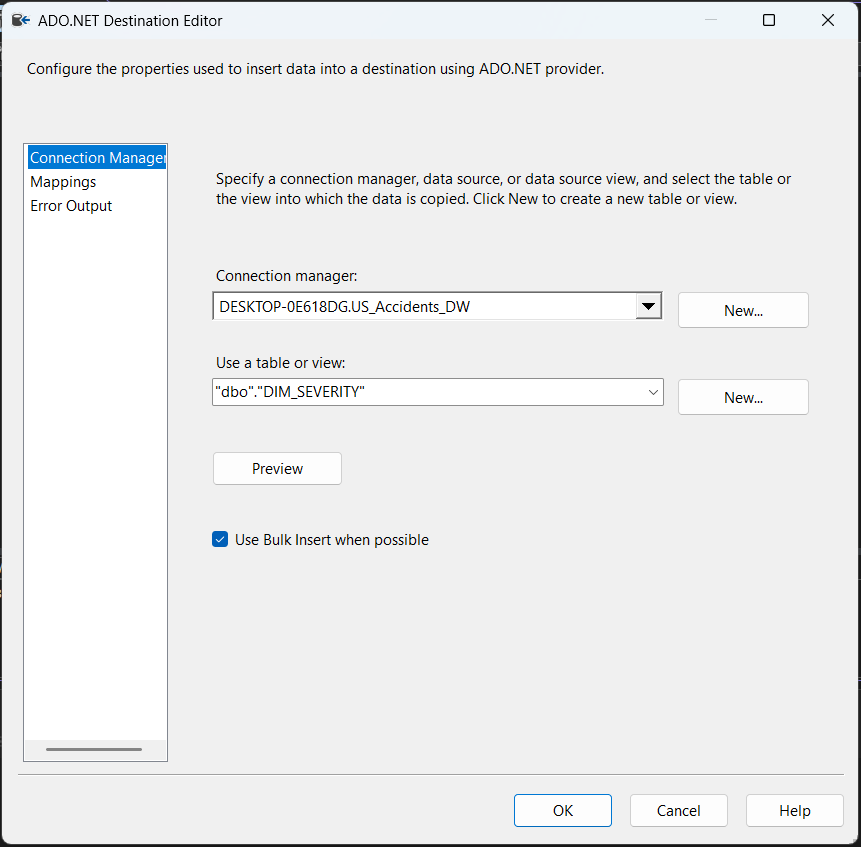 ADO.NET Destination Editor
Configure the properties used to insert data into a destination using ADO.NET provider.
Connection Manager
Mappings
Error Output
Specify a connection manager, data source, or data source view, and select the table or
the view into which the data is copied. Click New to create a new table or view.
Connection manager:
DESKTOP-0E618DG.US_Accidents_DW
New...
Use a table or view:
"dbo"."DIM_SEVERITY"
New...
Preview
Use Bulk Insert when possible
OK
Cancel
Help